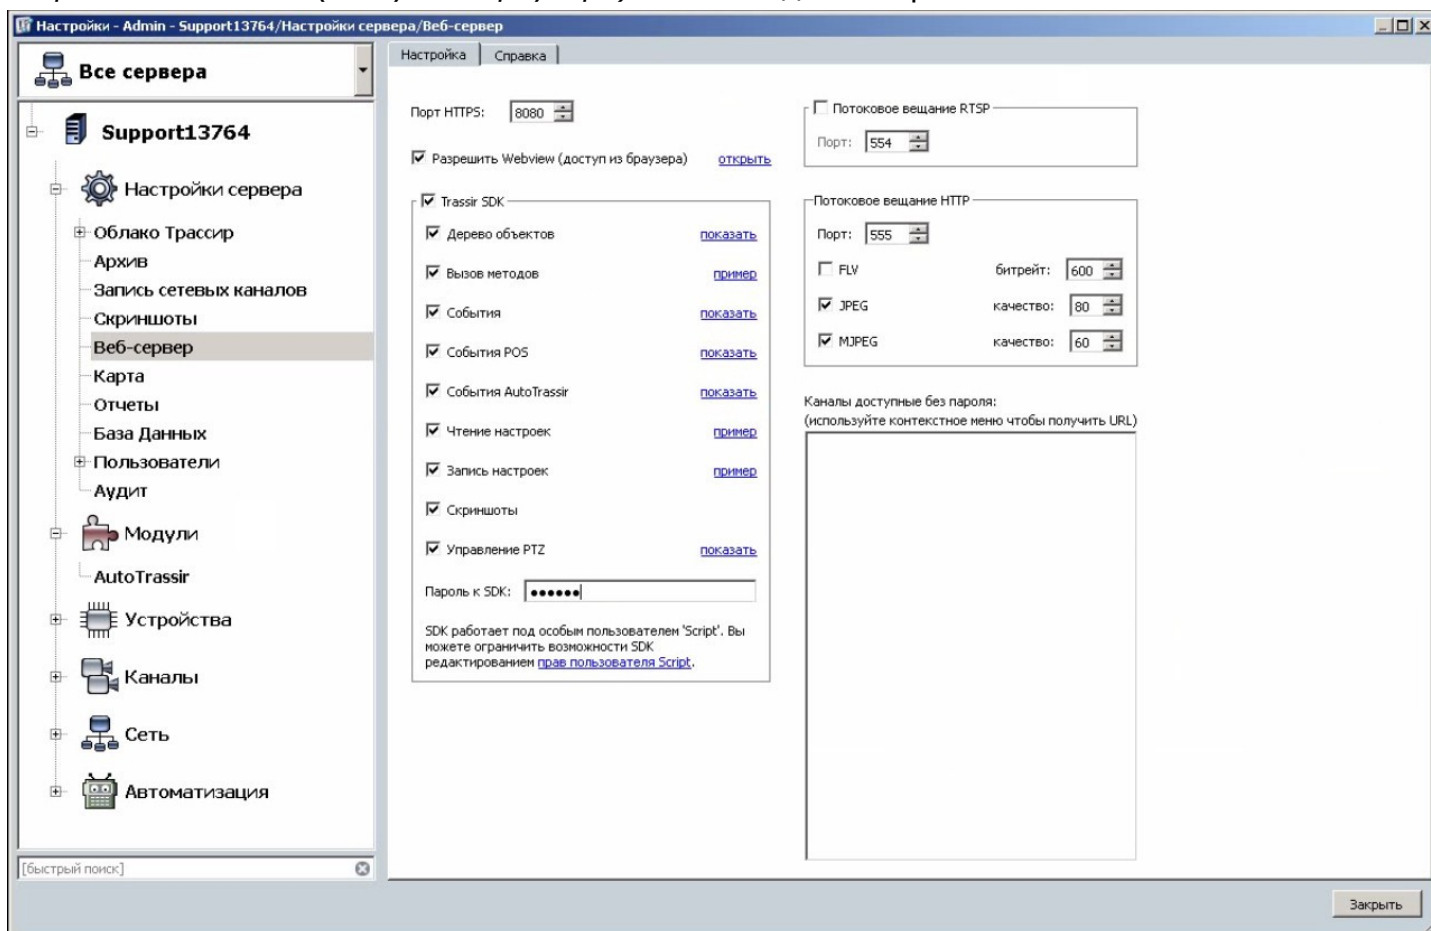 Настройки - Admin - Support13764/Настройки сервера/Веб-сервер
Все сервера
Support13764
Настройки сервера
Облако Трассир
Архив
Запись сетевых каналов
Скриншоты
Веб-сервер
Карта
Отчеты
База Данных
Пользователи
Аудит
Модули
AutoTrassir
Устройства
Каналы
Сеть
Автоматизация
[быстрый поиск]
Настройка Справка
Порт HTTPS: 8080
Разрешить Webview (доступ из браузера) открыть
Trassir SDK
Дерево объектов показать
Вызов методов пример
События показать
События POS показать
События AutoTrassir показать
Чтение настроек пример
Запись настроек пример
Скриншоты
Управление PTZ показать
Пароль к SDK: ••••••
SDK работает под особым пользователем 'Script'. Вы
можете ограничить возможности SDK
редактированием прав пользователя Script.
Потоковое вещание RTSP
Порт: 554
Потоковое вещание HTTP
Порт: 555
FLV битрейт: 600
JPEG качество: 80
MJPEG качество: 60
Каналы доступные без пароля:
(используйте контекстное меню чтобы получить URL)
Закрыть